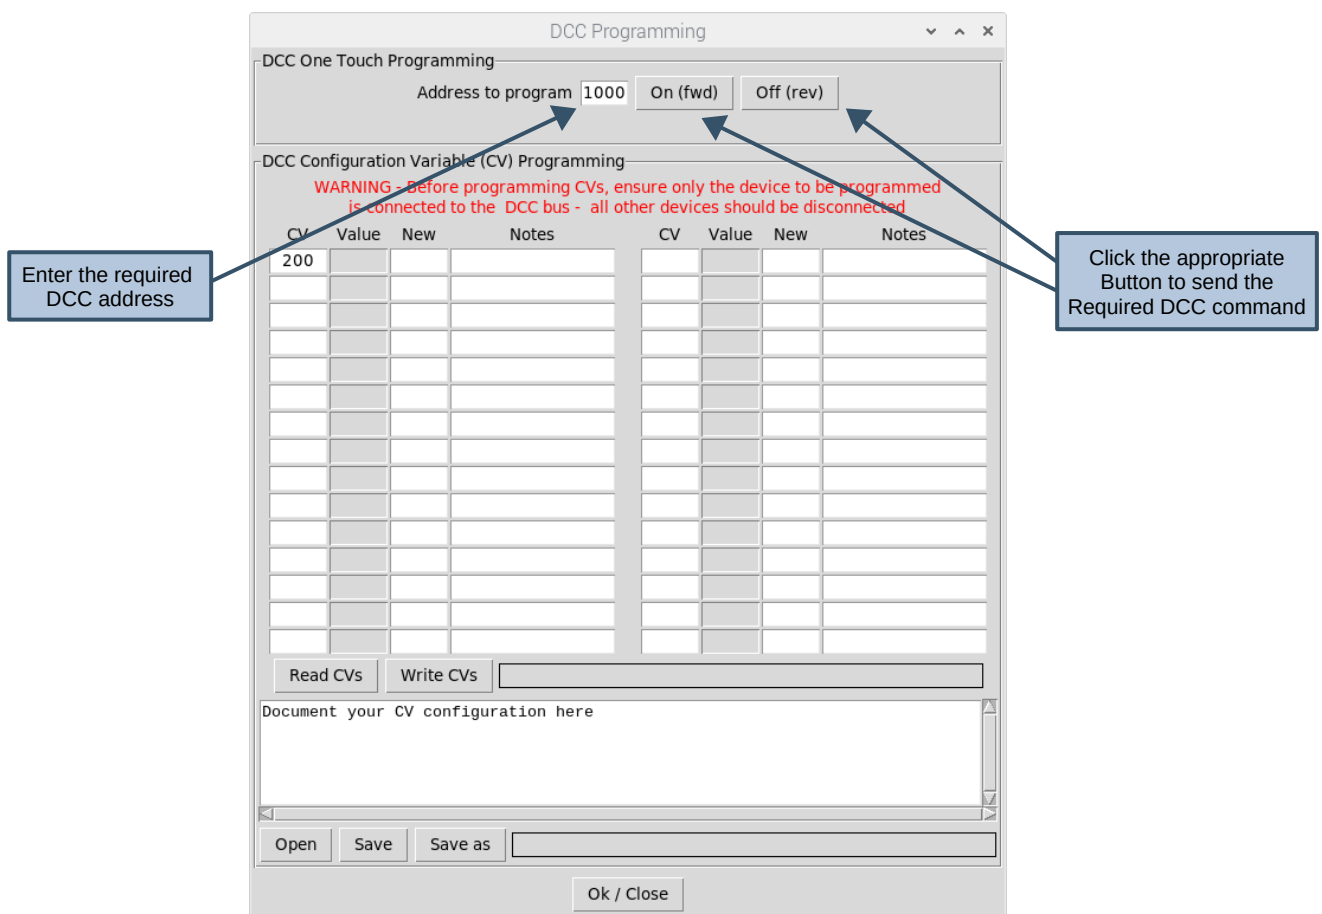 DCC Programming
DCC One Touch Programming
Address to program 1000 On (fwd) Off (rev)
DCC Configuration Variable (CV) Programming
WARNING - Before programming CVs, ensure only the device to be programmed
is connected to the DCC bus - all other devices should be disconnected
CV Value New Notes CV Value New Notes
200
Enter the required
DCC address
Click the appropriate
Button to send the
Required DCC command
Read CVs Write CVs
Document your CV configuration here
Open Save Save as
Ok / Close